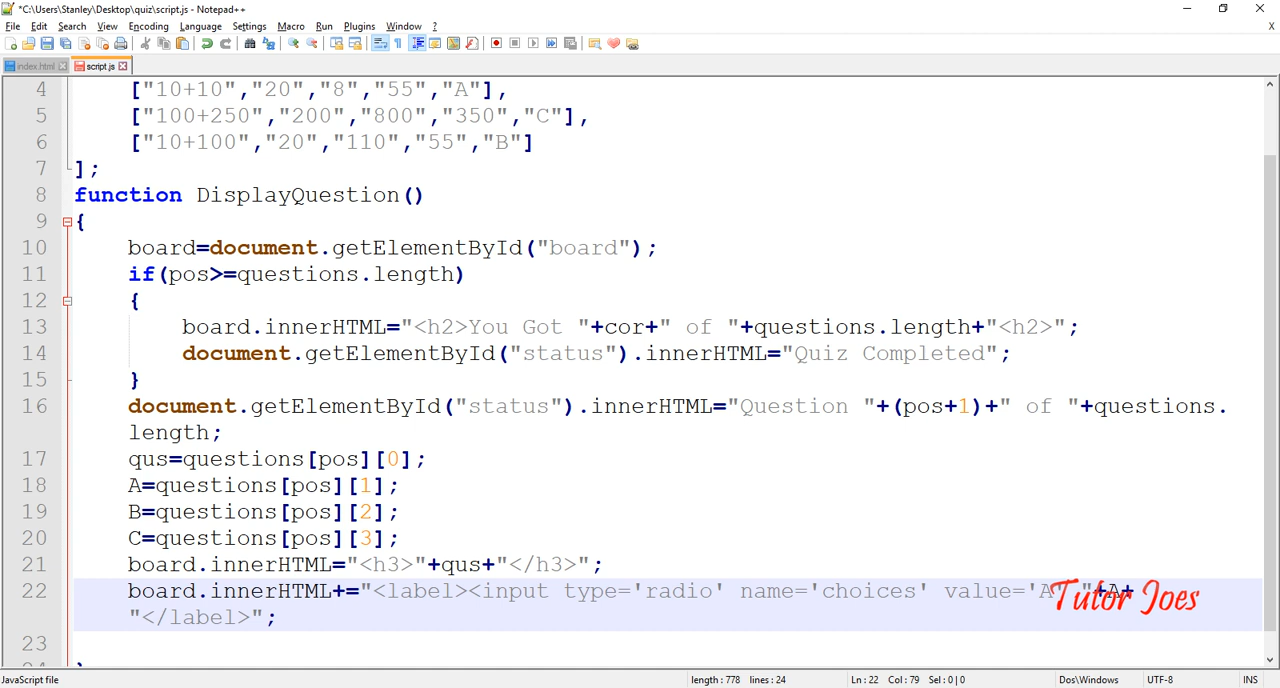 *C:\Users\Stanley\Desktop\quiz\script.js - Notepad++
File Edit Search View Encoding Language Settings Macro Run Plugins Window ? X
index.html script.js
4 ["10+10","20","8","55","A"],
5 ["100+250","200","800","350","C"],
6 ["10+100","20","110","55","B"]
7 ];
8 function DisplayQuestion()
9 {
10 board=document.getElementById("board");
11 if(pos>=questions.length)
12 {
13 board.innerHTML="<h2>You Got "+cor+" of "+questions.length+"<h2>";
14 document.getElementById("status").innerHTML="Quiz Completed";
15 }
16 document.getElementById("status").innerHTML="Question "+(pos+1)+" of "+questions.
length;
17 qus=questions[pos][0];
18 A=questions[pos][1];
19 B=questions[pos][2];
20 C=questions[pos][3];
21 board.innerHTML="<h3>"+qus+"</h3>";
22 board.innerHTML+="<label><input type='radio' name='choices' value='A' "+A+
"</label>";
Tutor Joes
23
JavaScript file length : 778 lines : 24 Ln : 22 Col : 79 Sel : 0 | 0 Dos\Windows UTF-8 INS